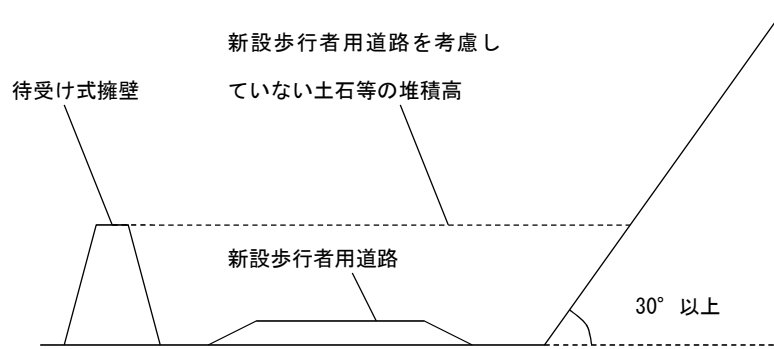 新設歩行者用道路を考慮し
待受け式擁壁
ていない土石等の堆積高
新設歩行者用道路
30°以上